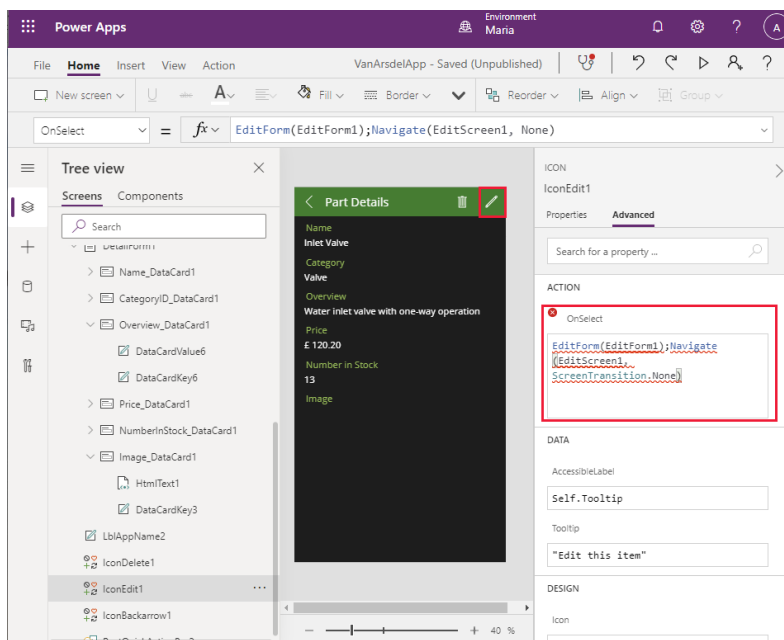 Power Apps
Environment
Maria
A
File Home Insert View Action
VanArsdelApp - Saved (Unpublished)
New screen
Fill
Border
Reorder
Align
Group
OnSelect
= fx EditForm(EditForm1);Navigate(EditScreen1, None)
Tree view
Screens Components
Search
DetailForm1
Name_DataCard1
CategoryID_DataCard1
Overview_DataCard1
DataCardValue6
DataCardKey6
Price_DataCard1
NumberInStock_DataCard1
Image_DataCard1
HtmlText1
DataCardKey3
LblAppName2
IconDelete1
IconEdit1
IconBackarrow1
Part Details
Name
Inlet Valve
Category
Valve
Overview
Water inlet valve with one-way operation
Price
£ 120.20
Number in Stock
13
Image
40 %
ICON
IconEdit1
Properties Advanced
Search for a property ...
ACTION
OnSelect
EditForm(EditForm1);Navigate
(EditScreen1,
ScreenTransition.None)
DATA
AccessibleLabel
Self.Tooltip
Tooltip
"Edit this item"
DESIGN
Icon